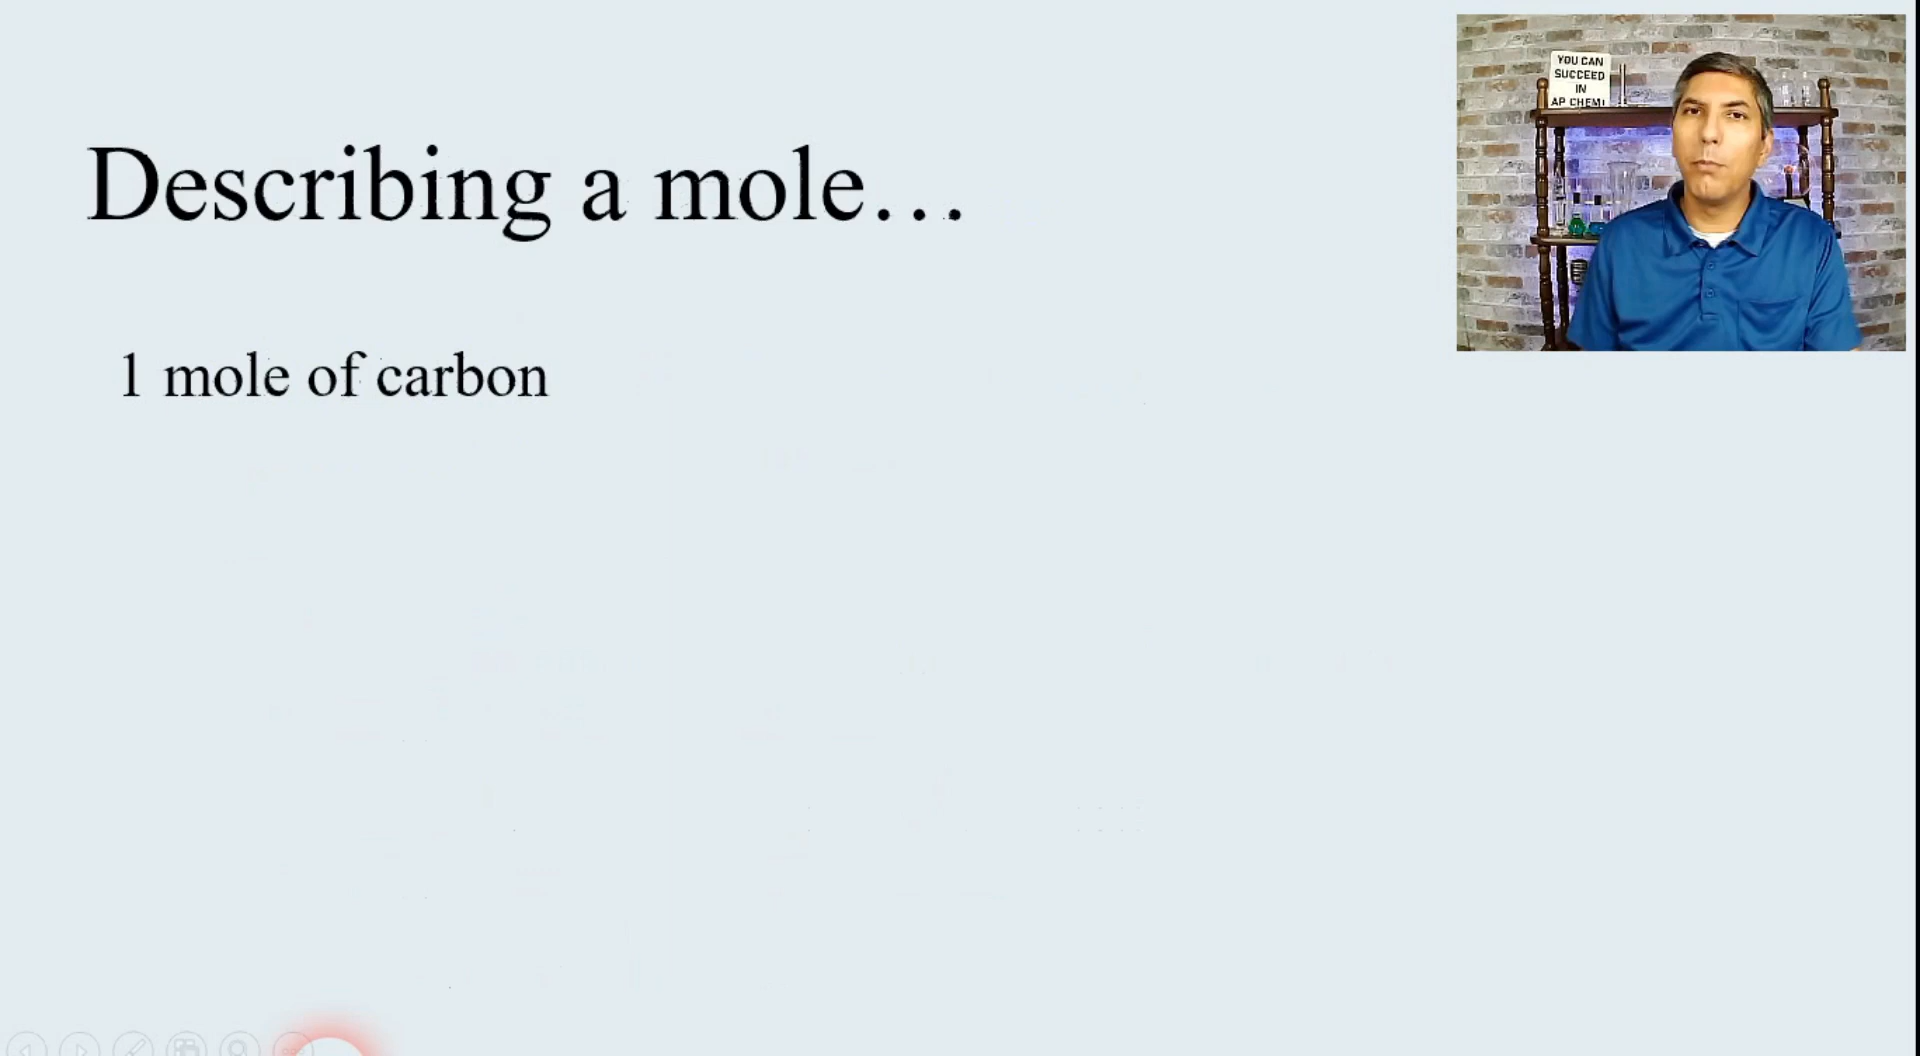 Describing a mole…
1 mole of carbon
YOU CAN
SUCCEED
IN
AP CHEM!